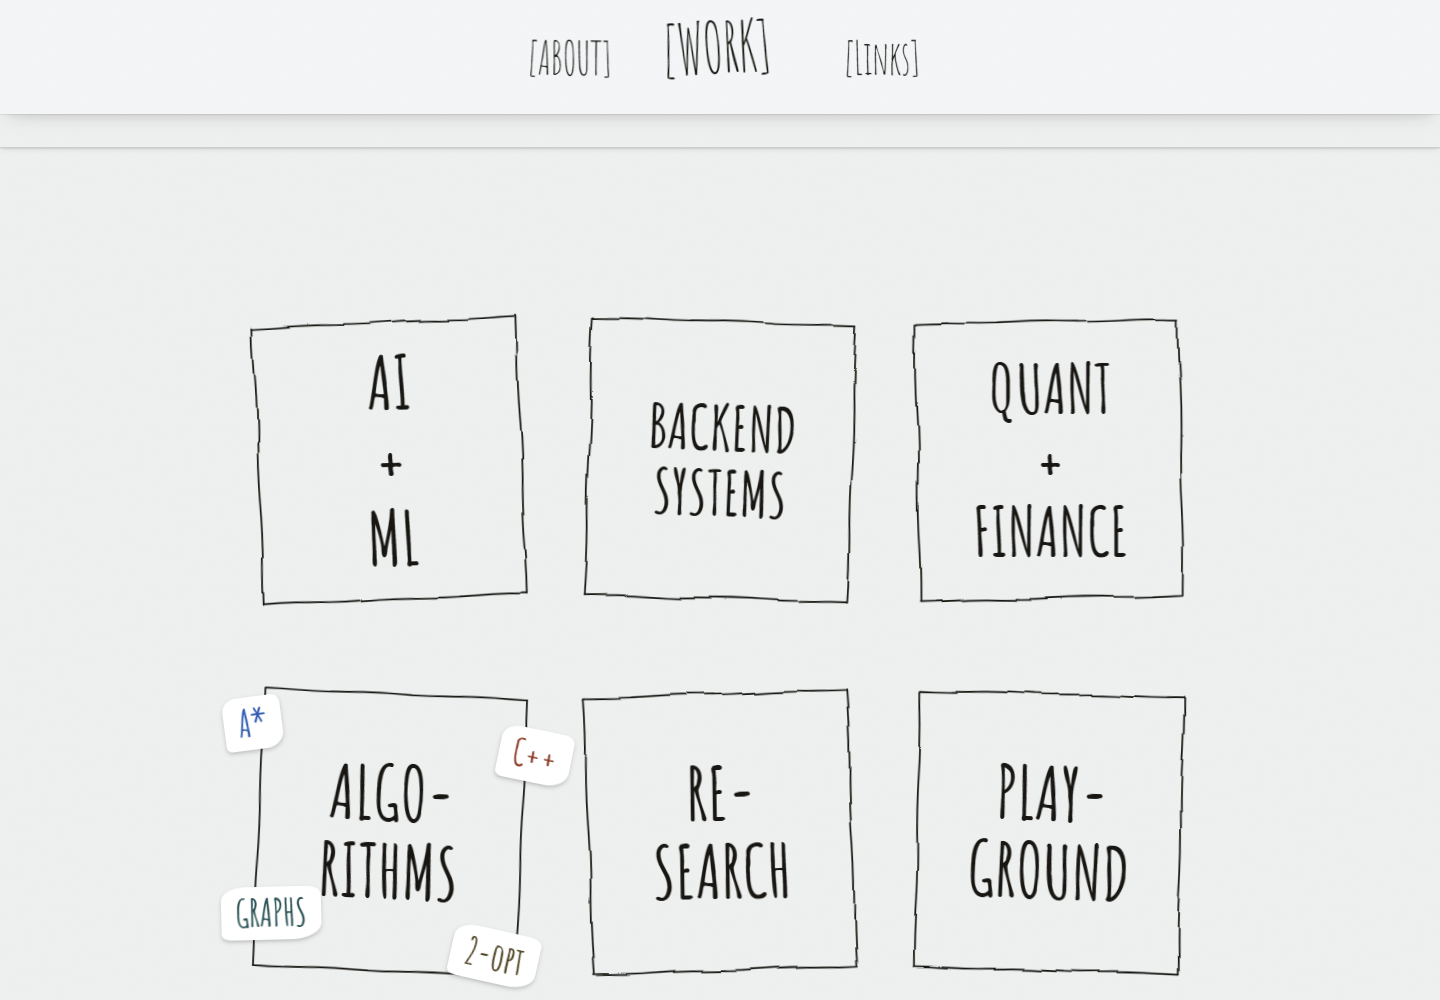 [ABOUT] [WORK] [LINKS]
AI
+
ML
BACKEND
SYSTEMS
QUANT
+
FINANCE
A*
C++
ALGO-
RITHMS
GRAPHS
2-OPT
RE-
SEARCH
PLAY-
GROUND